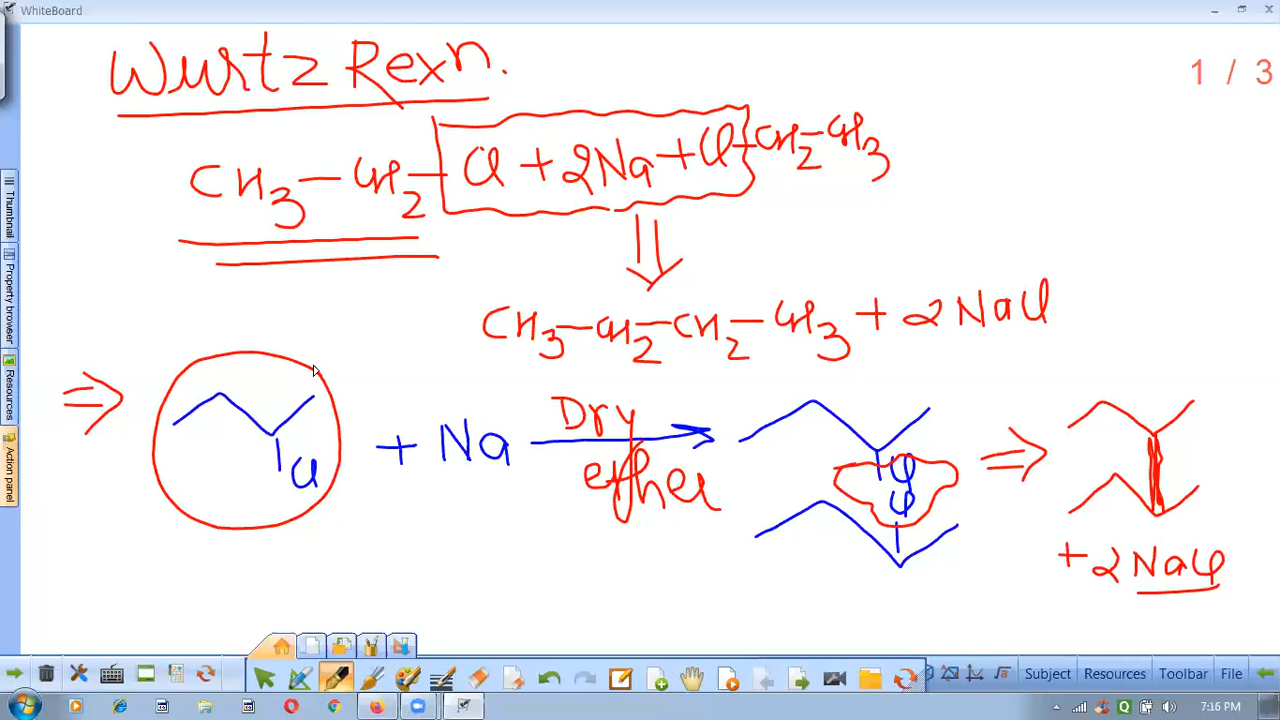 WhiteBoard
Wurtz Rexn.
1 / 3
CH3—CH2—Cl + 2Na + Cl—CH2—CH3
CH3—CH2—CH2—CH3 + 2NaCl
⇒ Cl + Na Dry ether → Cl Cl ⇒
+ 2NaCl
Thumbnail
Property browser
Resources
Action panel
Subject Resources Toolbar File
7:16 PM